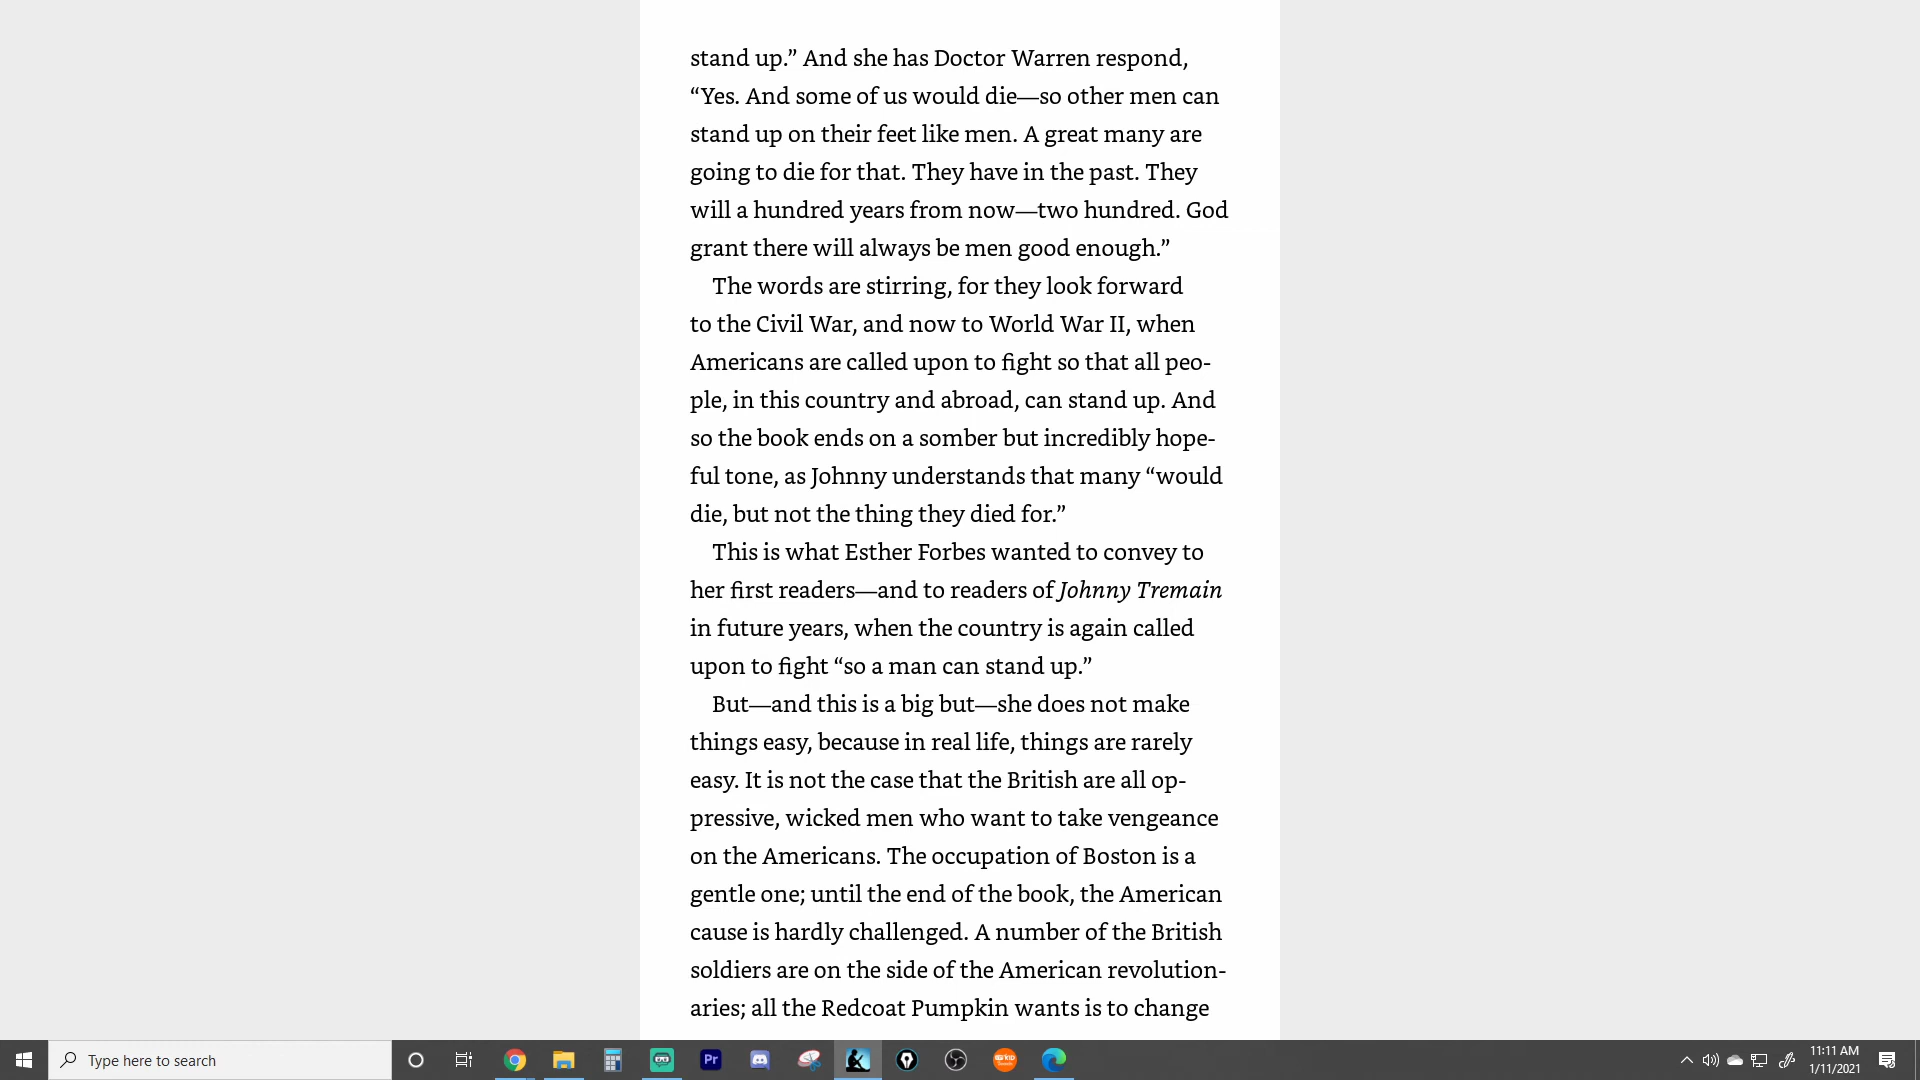 stand up.” And she has Doctor Warren respond,
“Yes. And some of us would die—so other men can
stand up on their feet like men. A great many are
going to die for that. They have in the past. They
will a hundred years from now—two hundred. God
grant there will always be men good enough.”
The words are stirring, for they look forward
to the Civil War, and now to World War II, when
Americans are called upon to fight so that all peo-
ple, in this country and abroad, can stand up. And
so the book ends on a somber but incredibly hope-
ful tone, as Johnny understands that many “would
die, but not the thing they died for.”
This is what Esther Forbes wanted to convey to
her first readers—and to readers of Johnny Tremain
in future years, when the country is again called
upon to fight “so a man can stand up.”
But—and this is a big but—she does not make
things easy, because in real life, things are rarely
easy. It is not the case that the British are all op-
pressive, wicked men who want to take vengeance
on the Americans. The occupation of Boston is a
gentle one; until the end of the book, the American
cause is hardly challenged. A number of the British
soldiers are on the side of the American revolution-
aries; all the Redcoat Pumpkin wants is to change
Type here to search
Pr
11:11 AM
1/11/2021